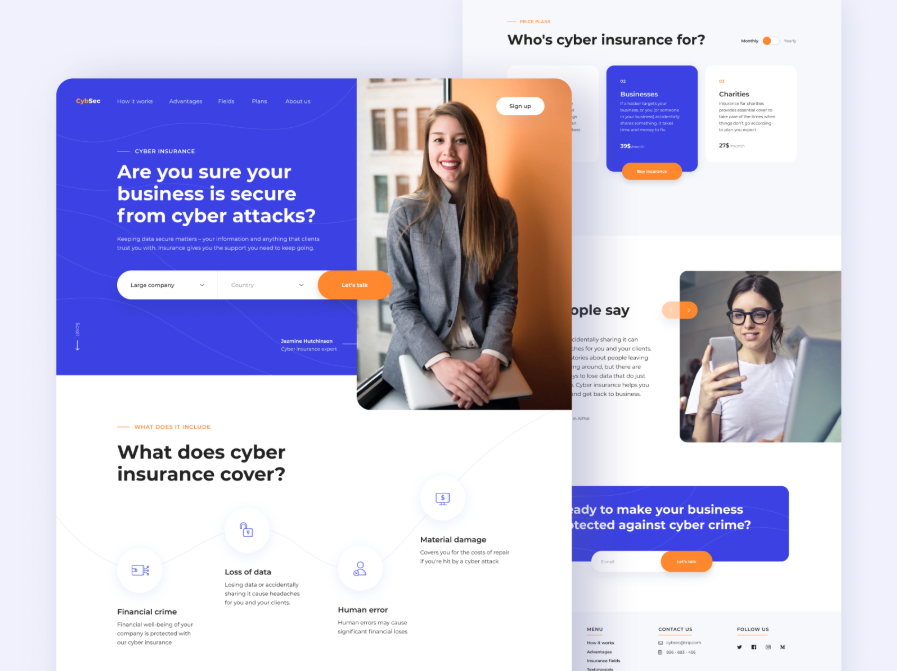 CybSec
How it works
Advantages
Fields
Plans
About us
Sign up
CYBER INSURANCE
Are you sure your
business is secure
from cyber attacks?
Keeping data secure matters – your information and anything that clients
trust you with. Insurance gives you the support you need to keep going.
Large company
Country
Let's talk
Scroll
Jazmine Hutchinson
Cyber insurance expert
WHAT DOES IT INCLUDE
What does cyber
insurance cover?
Financial crime
Financial well-being of your
company is protected with
our cyber insurance
Loss of data
Losing data or accidentally
sharing it cause headaches
for you and your clients.
Human error
Human errors may cause
significant financial loses
Material damage
Covers you for the costs of repair
if you're hit by a cyber attack
PRICE PLANS
Who's cyber insurance for?
Monthly
Yearly
02
Businesses
If a hacker targets your
business, or you (or someone
in your business) accidentally
shares something, it takes
time and money to fix
39$/month
Buy insurance
03
Charities
Insurance for charities
provides essential cover to
take care of the times when
things don't go according
to plan you expect
27$/month
ople say
cidentally sharing it can
ches for you and your clients.
stories about people leaving
ing around, but there are
ys to lose data that do just
. Cyber insurance helps you
and get back to business.
eady to make your business
otected against cyber crime?
E-mail
Let's talk
MENU
How it works
Advantages
Insurance fields
Testimonials
CONTACT US
FOLLOW US